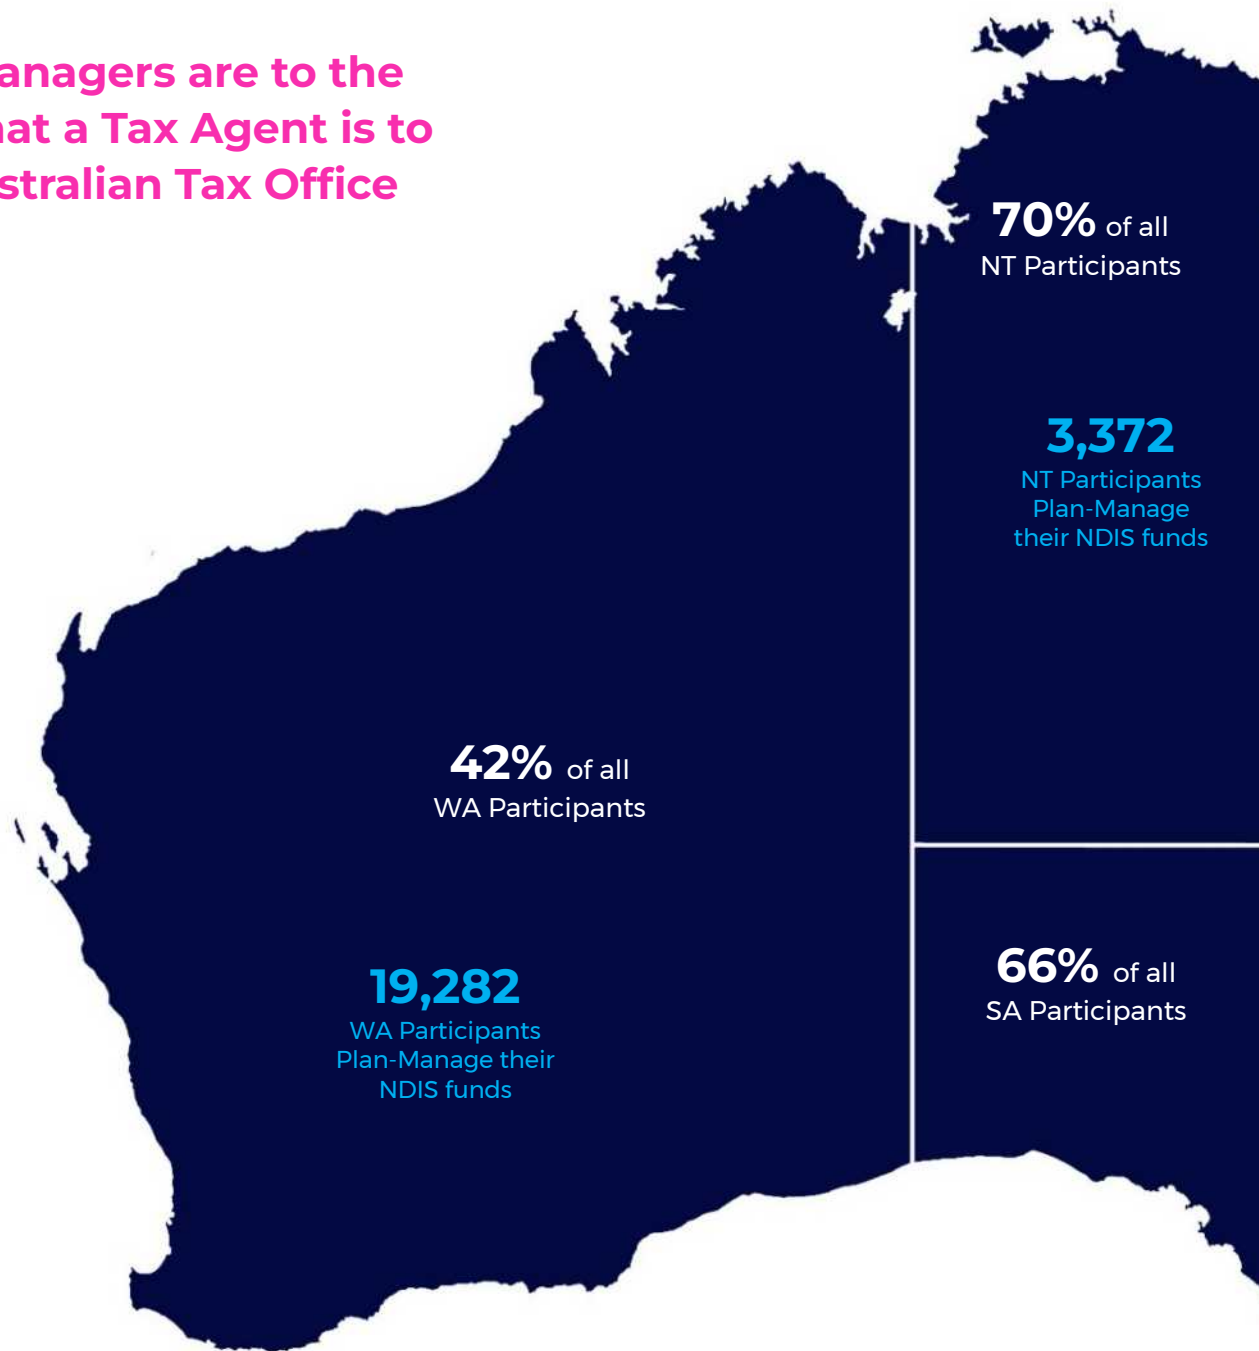 anagers are to the
at a Tax Agent is to
stralian Tax Office
70% of all
NT Participants
3,372
NT Participants
Plan-Manage
their NDIS funds
42% of all
WA Participants
66% of all
SA Participants
19,282
WA Participants
Plan-Manage their
NDIS funds